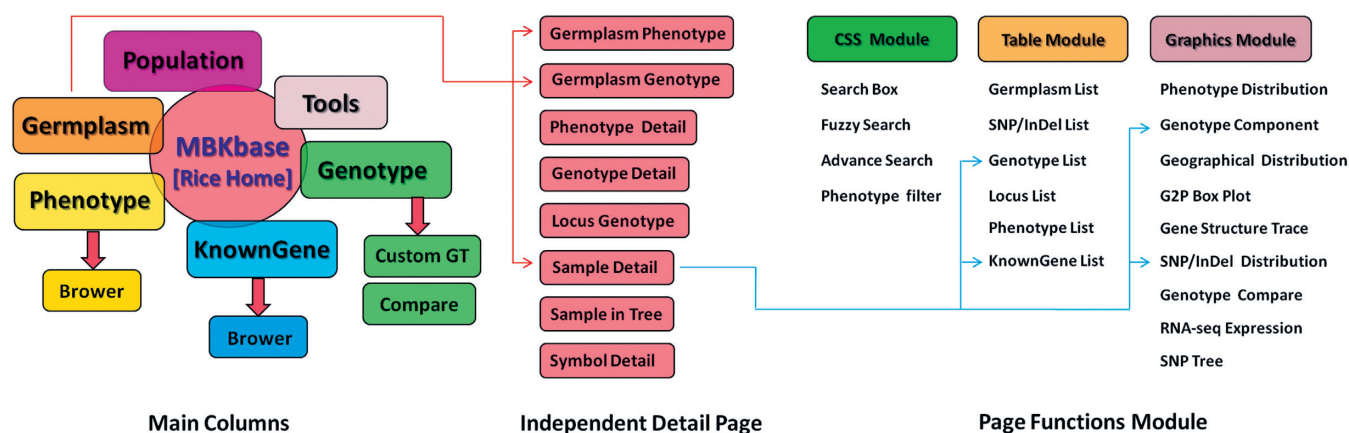 Population
Tools
Germplasm
MBKbase
[Rice Home]
Genotype
Phenotype
KnownGene
Custom GT
Brower
Compare
Brower
Main Columns
Germplasm Phenotype
Germplasm Genotype
Phenotype Detail
Genotype Detail
Locus Genotype
Sample Detail
Sample in Tree
Symbol Detail
Independent Detail Page
CSS Module
Search Box
Fuzzy Search
Advance Search
Phenotype filter
Table Module
Germplasm List
SNP/InDel List
Genotype List
Locus List
Phenotype List
KnownGene List
Graphics Module
Phenotype Distribution
Genotype Component
Geographical Distribution
G2P Box Plot
Gene Structure Trace
SNP/InDel Distribution
Genotype Compare
RNA-seq Expression
SNP Tree
Page Functions Module